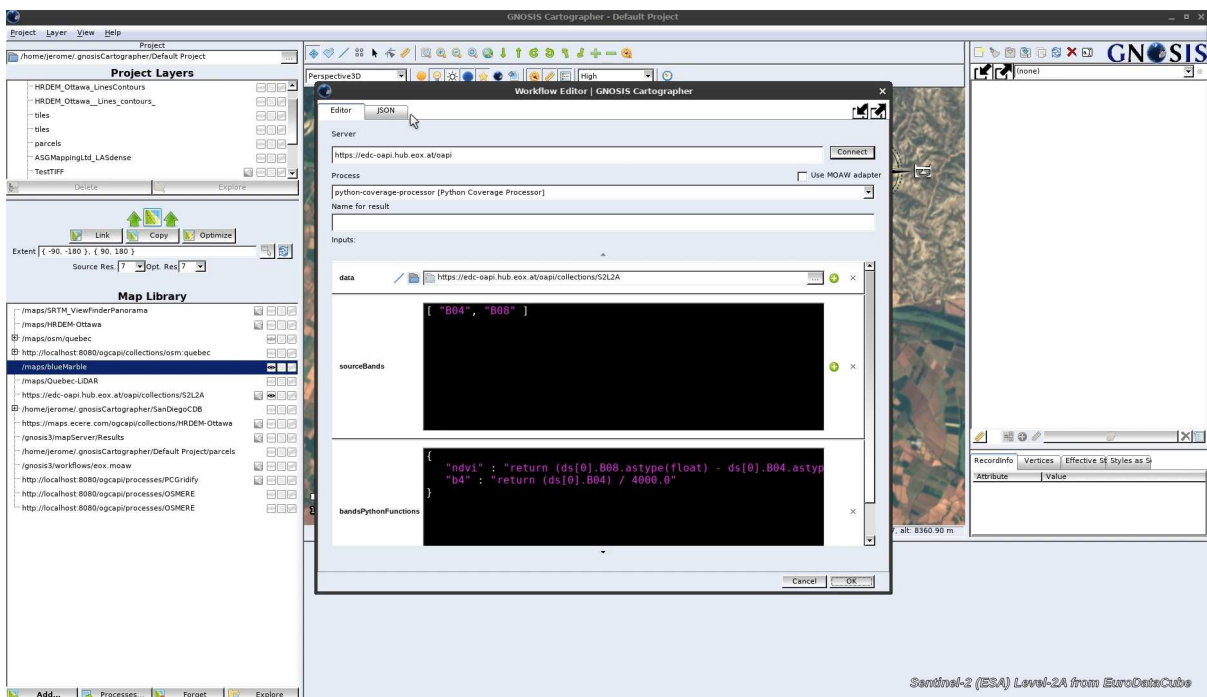 GNOSIS Cartographer - Default Project
Project Layer View Help
Project
/home/jerome/.gnosisCartographer/Default Project
...
Project Layers
HRDEM_Ottawa_LinesContours
HRDEM_Ottawa__Lines_contours_
tiles
tiles
parcels
ASGMappingLtd_LASdense
TestTIFF
Delete
Explore
Link
Copy
Optimize
Extent { -90, -180 }, { 90, 180 }
Source Res. 7 Opt. Res 7
Map Library
/maps/SRTM_ViewFinderPanorama
/maps/HRDEM-Ottawa
/maps/osm/quebec
http://localhost:8080/ogcapi/collections/osm:quebec
/maps/blueMarble
/maps/Quebec-LiDAR
https://edc-oapi.hub.eox.at/oapi/collections/S2L2A
/home/jerome/.gnosisCartographer/SanDiegoCDB
https://maps.ecere.com/ogcapi/collections/HRDEM-Ottawa
/gnosis3/mapServer/Results
/home/jerome/.gnosisCartographer/Default Project/parcels
/gnosis3/workflows/eox.moaw
http://localhost:8080/ogcapi/processes/PCGridify
http://localhost:8080/ogcapi/processes/OSMERE
http://localhost:8080/ogcapi/processes/OSMERE
Add...
Processes...
Forget
Explore
Perspective3D
High
Workflow Editor | GNOSIS Cartographer
Editor
JSON
Server
https://edc-oapi.hub.eox.at/oapi
Connect
Process
Use MOAW adapter
python-coverage-processor [Python Coverage Processor]
Name for result
Inputs:
data
https://edc-oapi.hub.eox.at/oapi/collections/S2L2A
...
sourceBands
[ "B04", "B08" ]
bandsPythonFunctions
{
"ndvi" : "return (ds[0].B08.astype(float) - ds[0].B04.astyp
"b4" : "return (ds[0].B04) / 4000.0"
}
Cancel
OK
, alt: 8360.90 m
Sentinel-2 (ESA) Level-2A from EuroDataCube
GNOSIS
(none)
RecordInfo
Vertices
Effective St
Styles as S
Attribute
Value